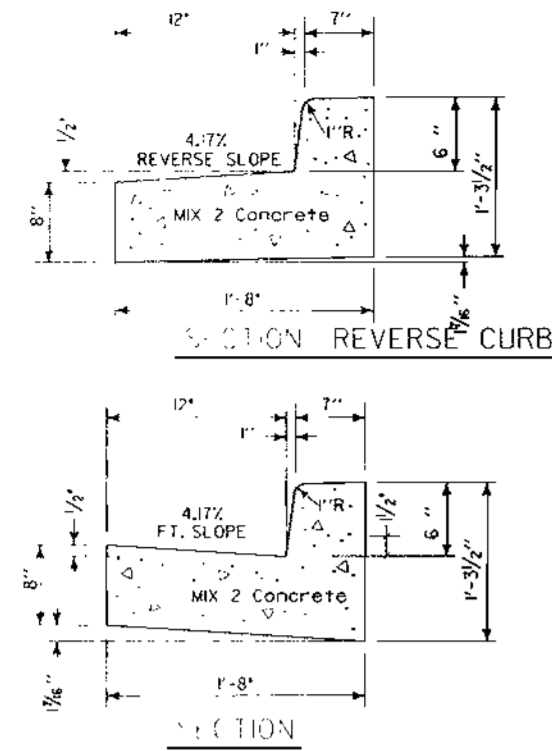 12"
7"
1"
1/2"
4.17%
REVERSE SLOPE
1"R.
6"
1'-3 1/2"
8"
MIX 2 Concrete
1'-8"
SECTION REVERSE CURB
12"
7"
1"
1/2"
4.17%
FT. SLOPE
1"R.
1 1/2"
6"
1'-3 1/2"
8"
MIX 2 Concrete
1'-8"
SECTION